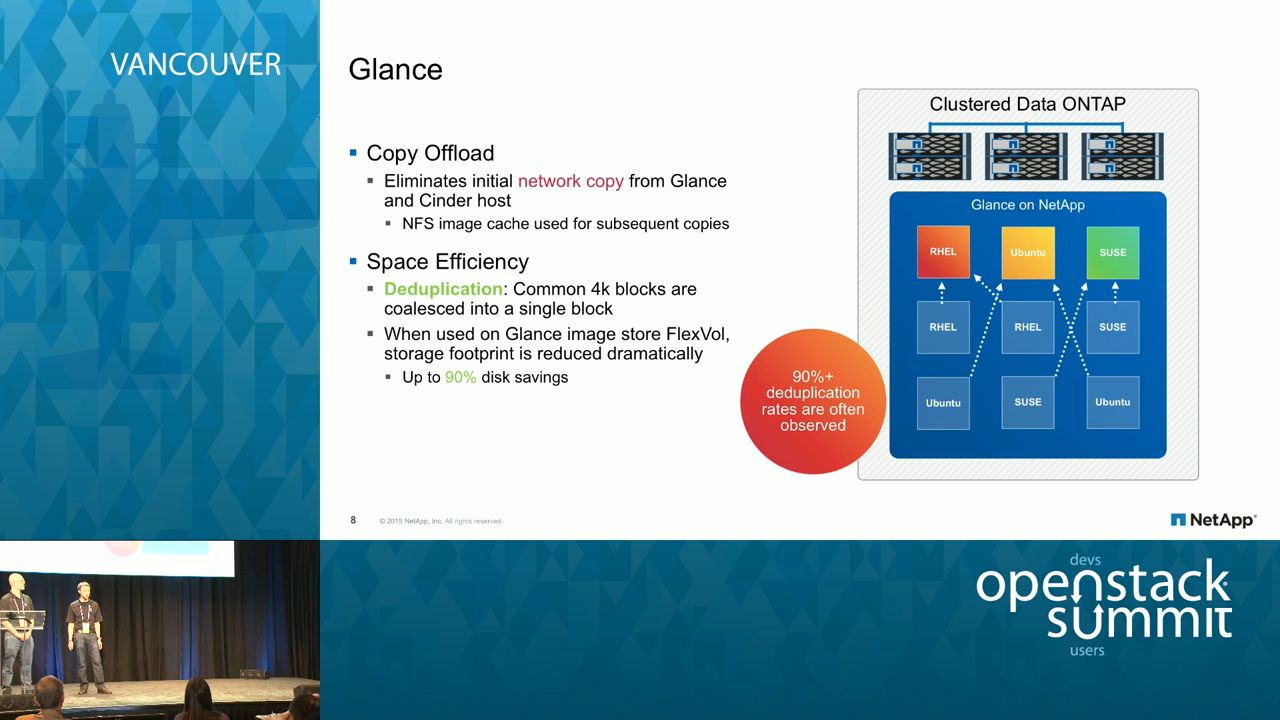 VANCOUVER
Glance
Copy Offload
Eliminates initial network copy from Glance
and Cinder host
NFS image cache used for subsequent copies
Space Efficiency
Deduplication: Common 4k blocks are
coalesced into a single block
When used on Glance image store FlexVol,
storage footprint is reduced dramatically
Up to 90% disk savings
90%+
deduplication
rates are often
observed
Clustered Data ONTAP
Glance on NetApp
RHEL
Ubuntu
SUSE
RHEL
RHEL
SUSE
Ubuntu
SUSE
Ubuntu
8
© 2015 NetApp, Inc. All rights reserved.
NetApp®
devs
openstack
summit
users